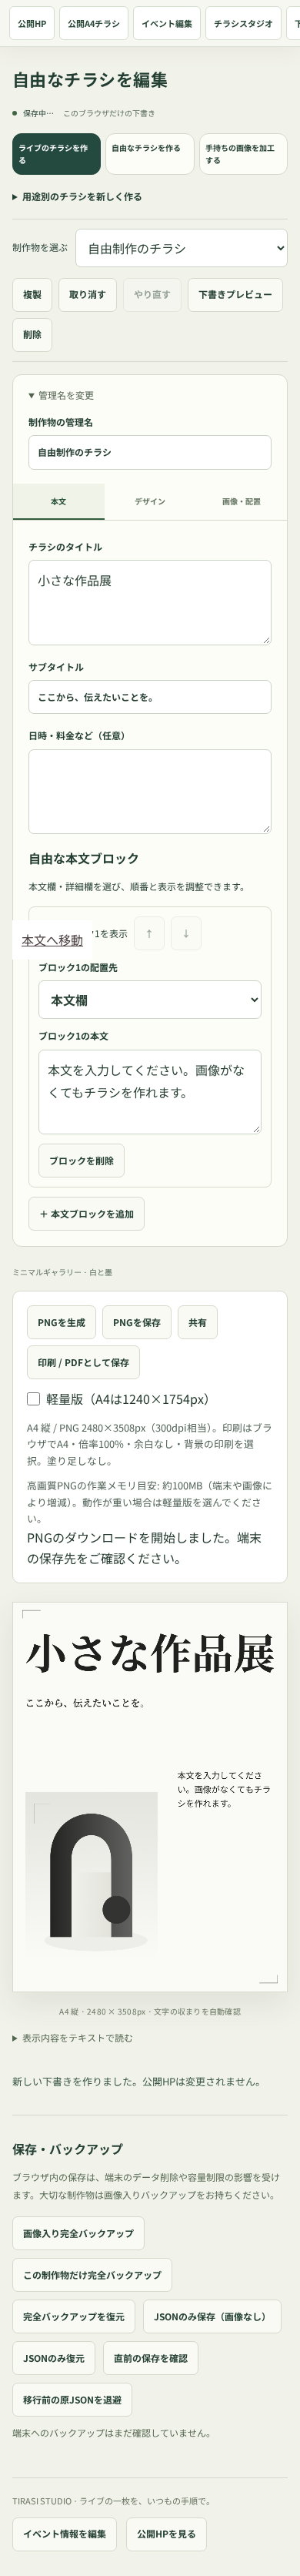 公開HP
公開A4チラシ
イベント編集
チラシスタジオ
自由なチラシを編集
保存中… このブラウザだけの下書き
ライブのチラシを作
る
自由なチラシを作る
手持ちの画像を加工
する
▶ 用途別のチラシを新しく作る
制作物を選ぶ 自由制作のチラシ
複製
取り消す
やり直す
下書きプレビュー
削除
▼ 管理名を変更
制作物の管理名
自由制作のチラシ
本文
デザイン
画像・配置
チラシのタイトル
小さな作品展
サブタイトル
ここから、伝えたいことを。
日時・料金など（任意）
自由な本文ブロック
本文欄・詳細欄を選び、順番と表示を調整できます。
1を表示 ↑ ↓
本文へ移動
ブロック1の配置先
本文欄
ブロック1の本文
本文を入力してください。画像がな
くてもチラシを作れます。
ブロックを削除
＋ 本文ブロックを追加
ミニマルギャラリー · 白と墨
PNGを生成
PNGを保存
共有
印刷 / PDFとして保存
軽量版（A4は1240×1754px）
A4 縦 / PNG 2480×3508px（300dpi相当）。印刷はブラ
ウザでA4・倍率100%・余白なし・背景の印刷を選
択。塗り足しなし。
高画質PNGの作業メモリ目安: 約100MB（端末や画像に
より増減）。動作が重い場合は軽量版を選んでくださ
い。
PNGのダウンロードを開始しました。端末
の保存先をご確認ください。
小さな作品展
ここから、伝えたいことを。
本文を入力してくださ
い。画像がなくてもチラ
シを作れます。
A4 縦 · 2480 × 3508px · 文字の収まりを自動確認
▶ 表示内容をテキストで読む
新しい下書きを作りました。公開HPは変更されません。
保存・バックアップ
ブラウザ内の保存は、端末のデータ削除や容量制限の影響を受け
ます。大切な制作物は画像入りバックアップをお持ちください。
画像入り完全バックアップ
この制作物だけ完全バックアップ
完全バックアップを復元
JSONのみ保存（画像なし）
JSONのみ復元
直前の保存を確認
移行前の原JSONを退避
端末へのバックアップはまだ確認していません。
TIRASI STUDIO · ライブの一枚を、いつもの手順で。
イベント情報を編集
公開HPを見る